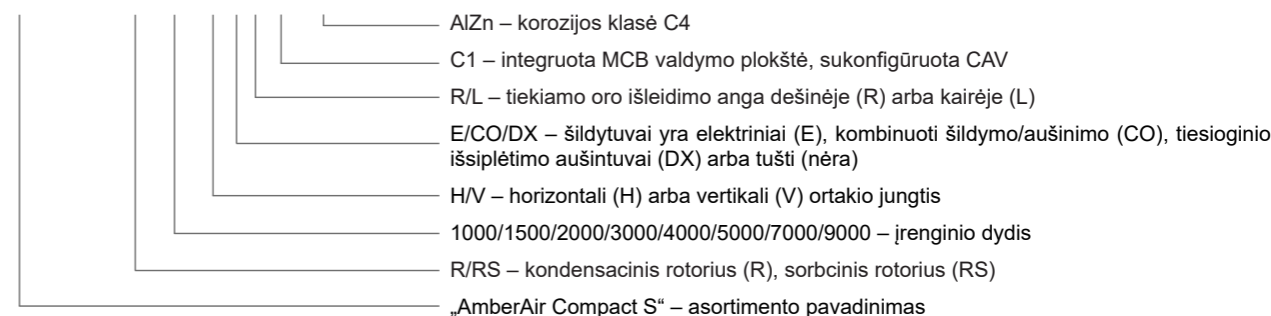 AlZn – korozijos klasė C4
C1 – integruota MCB valdymo plokštė, sukonfigūruota CAV
R/L – tiekiamo oro išleidimo anga dešinėje (R) arba kairėje (L)
E/CO/DX – šildytuvai yra elektriniai (E), kombinuoti šildymo/aušinimo (CO), tiesioginio
išsiplėtimo aušintuvai (DX) arba tušti (nėra)
H/V – horizontali (H) arba vertikali (V) ortakio jungtis
1000/1500/2000/3000/4000/5000/7000/9000 – įrenginio dydis
R/RS – kondensacinis rotorius (R), sorbcinis rotorius (RS)
„AmberAir Compact S“ – asortimento pavadinimas